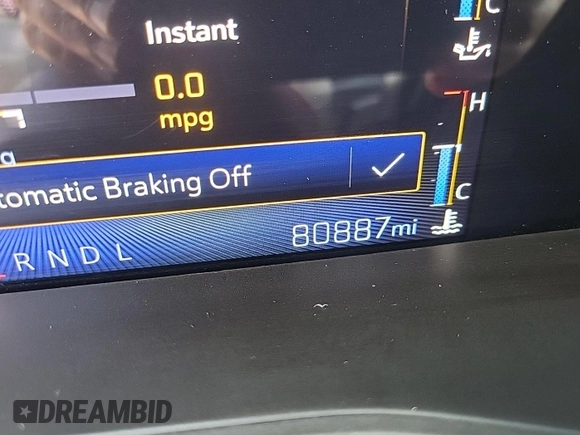 C
Instant
0.0
mpg
H
tomatic Braking Off
C
80887mi
R N D L
DREAMBID